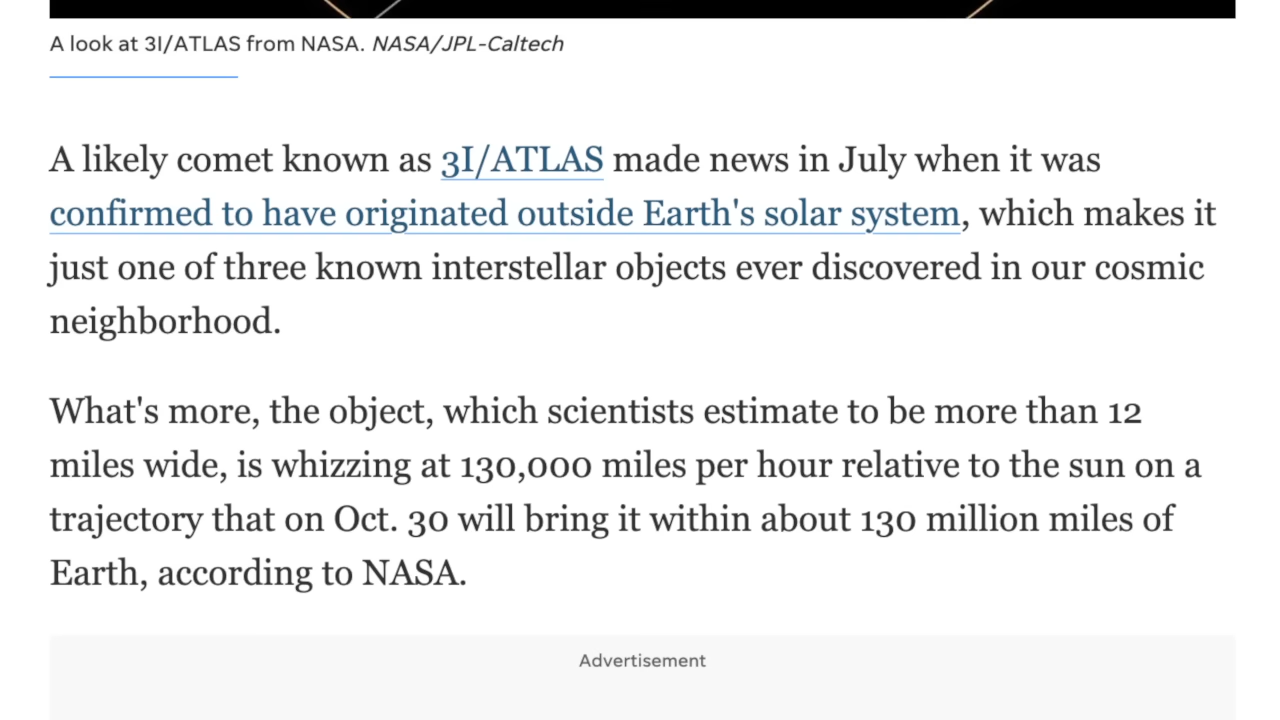 A look at 3I/ATLAS from NASA. NASA/JPL-Caltech
A likely comet known as 3I/ATLAS made news in July when it was
confirmed to have originated outside Earth's solar system, which makes it
just one of three known interstellar objects ever discovered in our cosmic
neighborhood.
What's more, the object, which scientists estimate to be more than 12
miles wide, is whizzing at 130,000 miles per hour relative to the sun on a
trajectory that on Oct. 30 will bring it within about 130 million miles of
Earth, according to NASA.
Advertisement